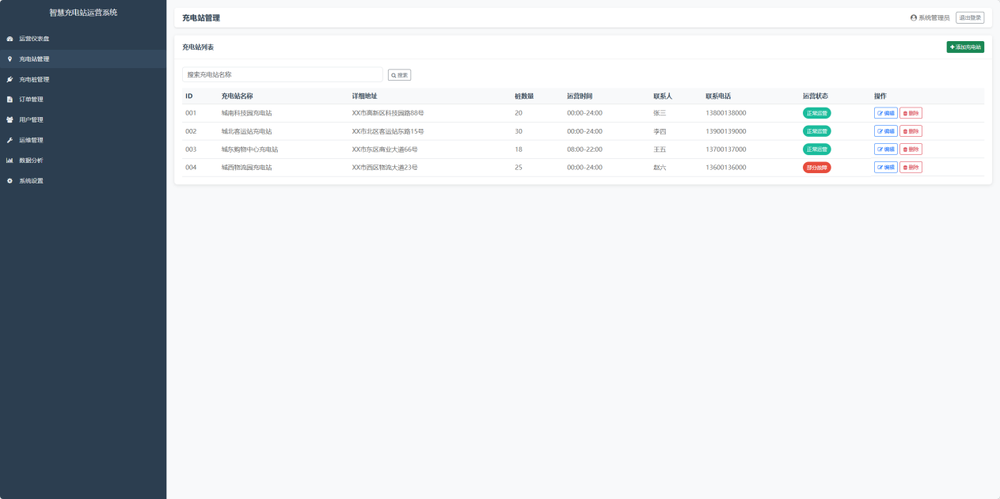 智慧充电站运营系统
运营仪表盘
充电站管理
充电桩管理
订单管理
用户管理
运维管理
数据分析
系统设置
充电站管理 系统管理员 退出登录
充电站列表 添加充电站
搜索充电站名称 搜索
ID 充电站名称 详细地址 桩数量 运营时间 联系人 联系电话 运营状态 操作
001 城南科技园充电站 XX市高新区科技园路88号 20 00:00-24:00 张三 13800138000 正常运营 编辑 删除
002 城北客运站充电站 XX市北区客运站东路15号 30 00:00-24:00 李四 13900139000 正常运营 编辑 删除
003 城东购物中心充电站 XX市东区商业大道66号 18 08:00-22:00 王五 13700137000 正常运营 编辑 删除
004 城西物流园充电站 XX市西区物流大道23号 25 00:00-24:00 赵六 13600136000 部分故障 编辑 删除